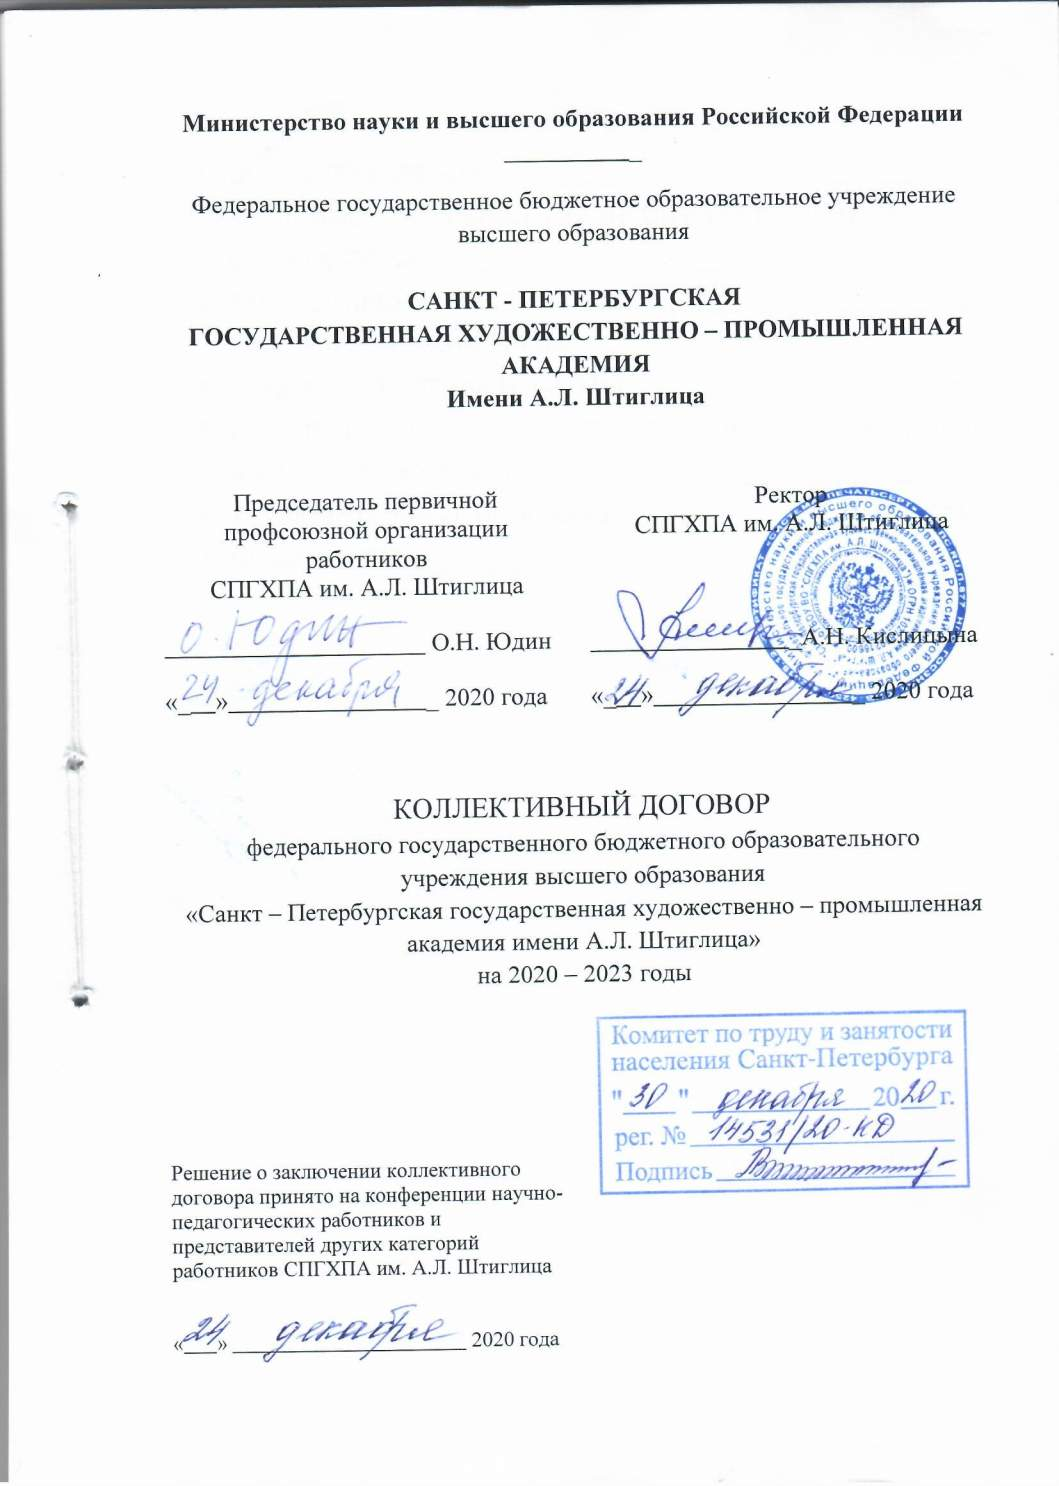 Министерство науки и высшего образования Российской Федерации
Федеральное государственное бюджетное образовательное учреждение
высшего образования
САНКТ - ПЕТЕРБУРГСКАЯ
ГОСУДАРСТВЕННАЯ ХУДОЖЕСТВЕННО – ПРОМЫШЛЕННАЯ
АКАДЕМИЯ
Имени А.Л. Штиглица
Председатель первичной
профсоюзной организации
работников
СПГХПА им. А.Л. Штиглица
О. Юдин О.Н. Юдин
«24» декабря 2020 года
Ректор
СПГХПА им. А.Л. Штиглица
А.Н. Кислицына
«24» декабря 2020 года
КОЛЛЕКТИВНЫЙ ДОГОВОР
федерального государственного бюджетного образовательного
учреждения высшего образования
«Санкт – Петербургская государственная художественно – промышленная
академия имени А.Л. Штиглица»
на 2020 – 2023 годы
Комитет по труду и занятости
населения Санкт-Петербурга
"30" декабря 2020 г.
рег. № 14531/20-КД
Подпись
Решение о заключении коллективного
договора принято на конференции научно-
педагогических работников и
представителей других категорий
работников СПГХПА им. А.Л. Штиглица
«24» декабря 2020 года